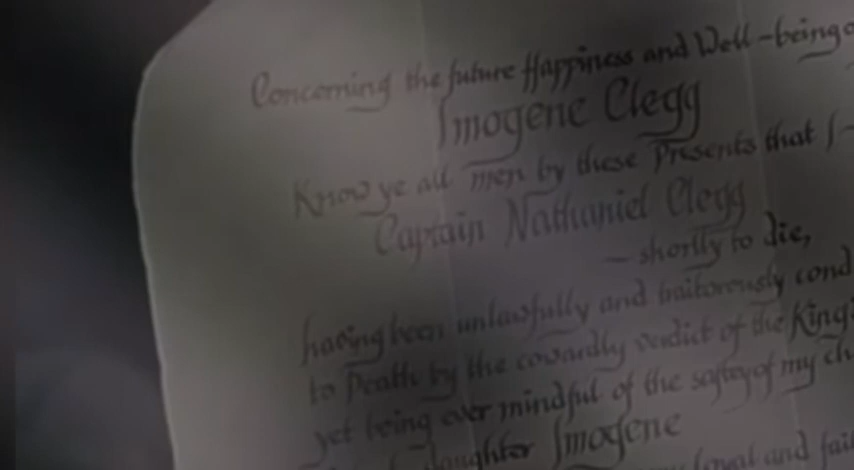 Concerning the future Happiness and Well-being o
Imogene Clegg
Know ye all men by these Presents that I -
Captain Nathaniel Clegg
- shortly to die,
having been unlawfully and traitorously cond
to Death by the cowardly verdict of the King'
yet being ever mindful of the safety of my ch
daughter Imogene
loyal and fai